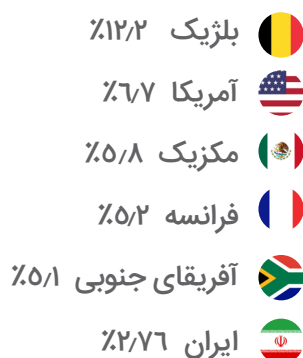 بلژیک ۱۲٫۲٪
آمریکا ۶٫۷٪
مکزیک ۵٫۸٪
فرانسه ۵٫۲٪
آفریقای جنوبی ۵٫۱٪
ایران ۲٫۷۶٪